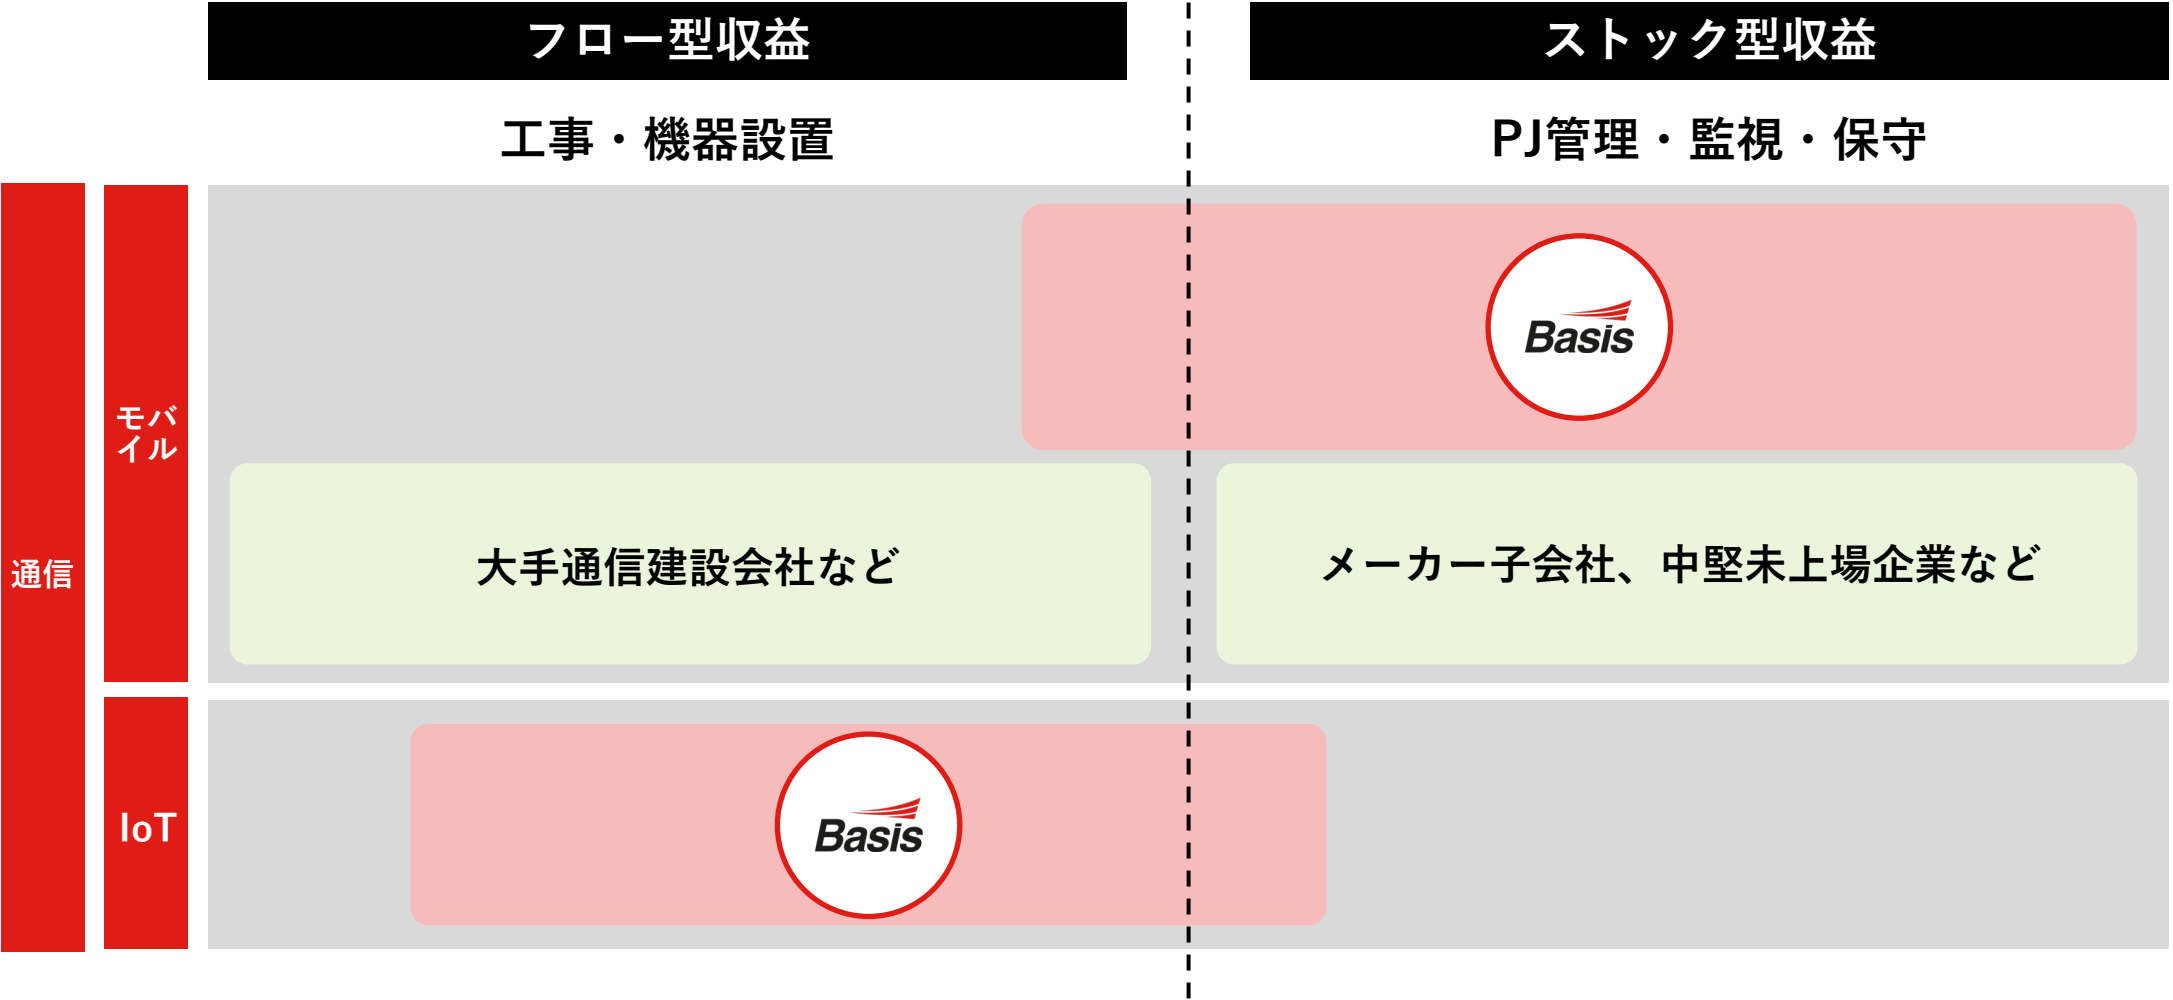 フロー型収益
ストック型収益
工事・機器設置
PJ管理・監視・保守
通信
モバ
イル
Basis
大手通信建設会社など
メーカー子会社、中堅未上場企業など
IoT
Basis